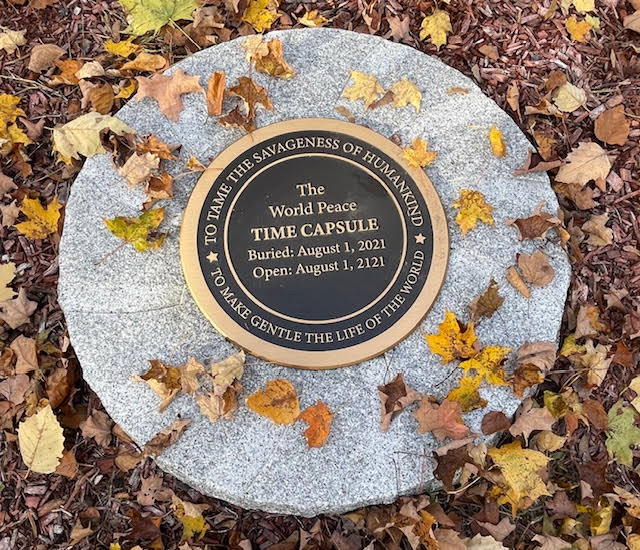 TO TAME THE SAVAGENESS OF HUMANKIND
The
World Peace
TIME CAPSULE
Buried: August 1, 2021
Open: August 1, 2121
TO MAKE GENTLE THE LIFE OF THE WORLD